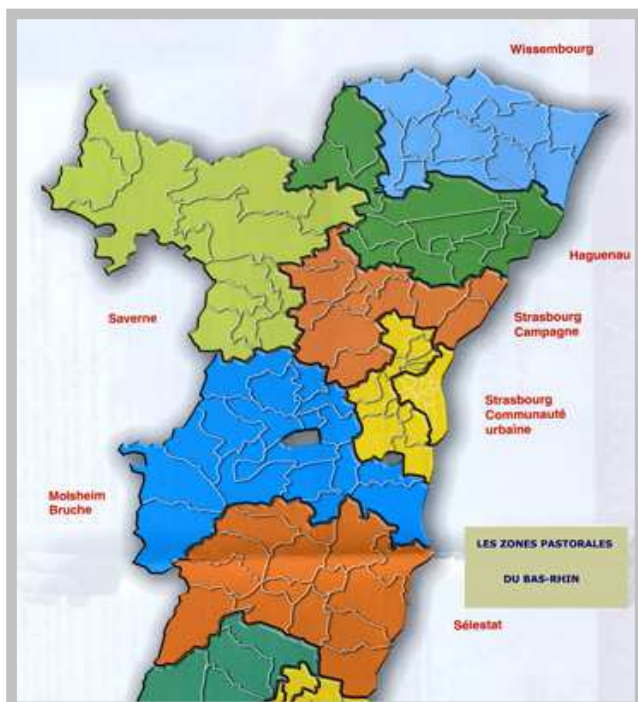 Wissembourg
Haguenau
Saverne
Strasbourg
Campagne
Strasbourg
Communauté
urbaine
Molsheim
Bruche
LES ZONES PASTORALES
DU BAS-RHIN
Sélestat